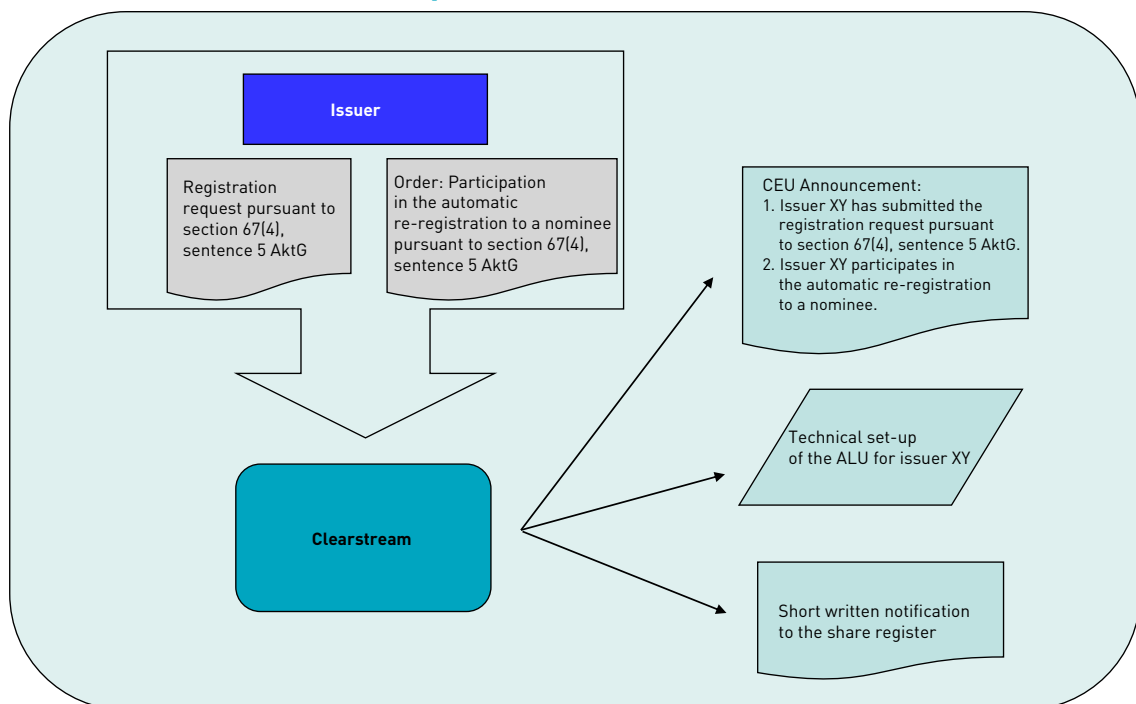 Issuer
Registration
request pursuant to
section 67(4),
sentence 5 AktG
Order: Participation
in the automatic
re-registration to a nominee
pursuant to section 67(4),
sentence 5 AktG
Clearstream
CEU Announcement:
1. Issuer XY has submitted the
registration request pursuant
to section 67(4), sentence 5 AktG.
2. Issuer XY participates in
the automatic re-registration
to a nominee.
Technical set-up
of the ALU for issuer XY
Short written notification
to the share register